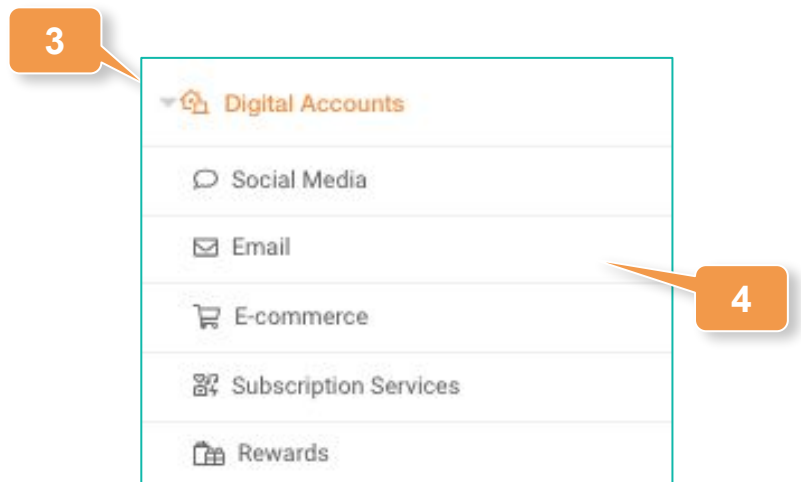 3
Digital Accounts
Social Media
Email
4
E-commerce
Subscription Services
Rewards